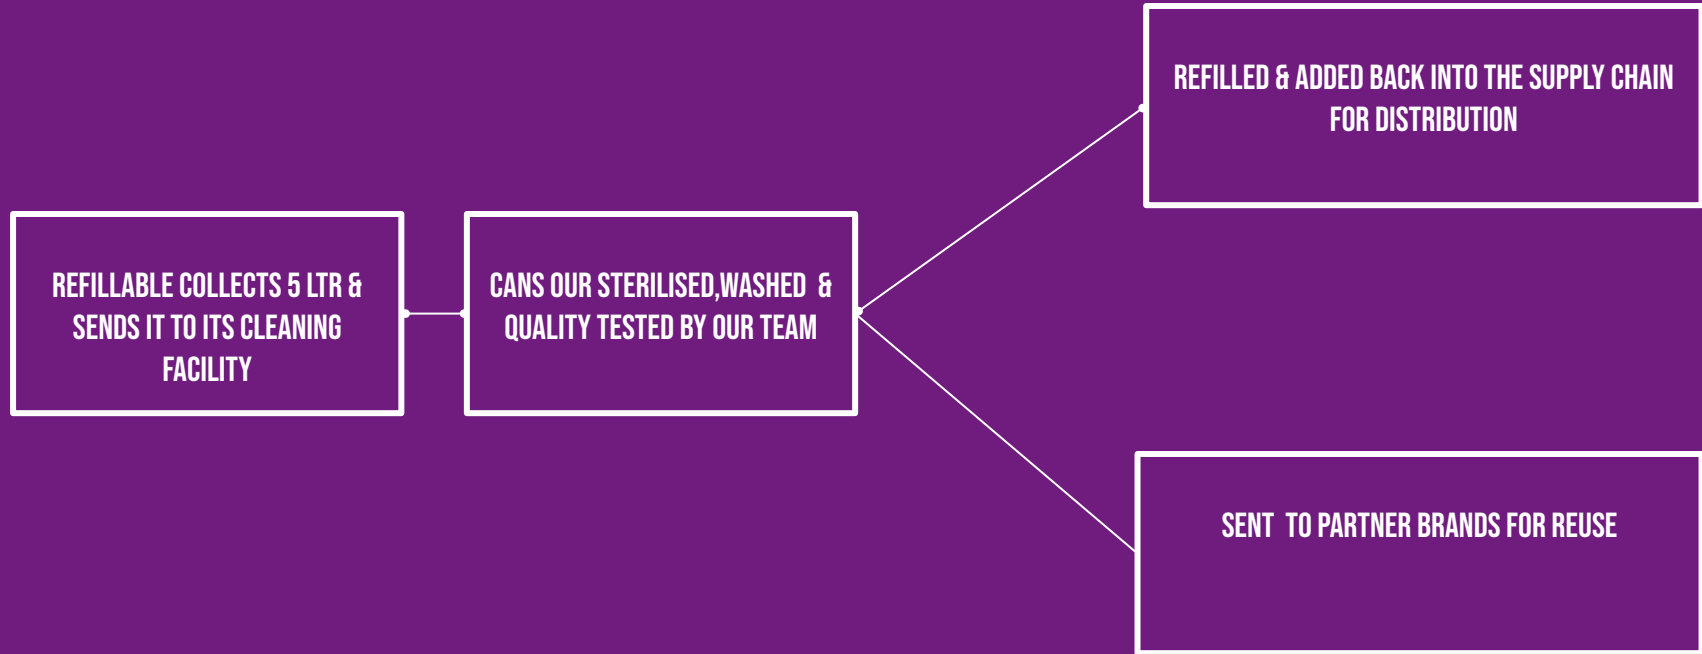 REFILLABLE COLLECTS 5 LTR &
SENDS IT TO ITS CLEANING
FACILITY
CANS OUR STERILISED,WASHED &
QUALITY TESTED BY OUR TEAM
REFILLED & ADDED BACK INTO THE SUPPLY CHAIN
FOR DISTRIBUTION
SENT TO PARTNER BRANDS FOR REUSE